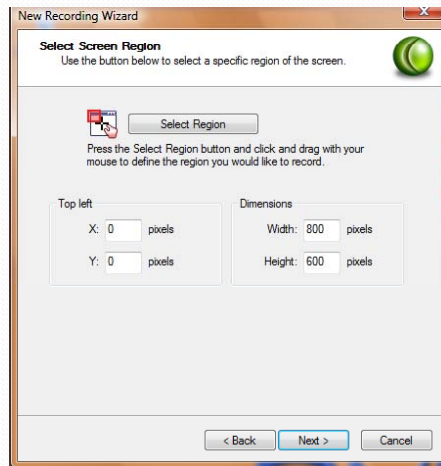 New Recording Wizard
X
Select Screen Region
Use the button below to select a specific region of the screen.
Select Region
Press the Select Region button and click and drag with your
mouse to define the region you would like to record.
Top left
X: 0 pixels
Y: 0 pixels
Dimensions
Width: 800 pixels
Height: 600 pixels
< Back
Next >
Cancel